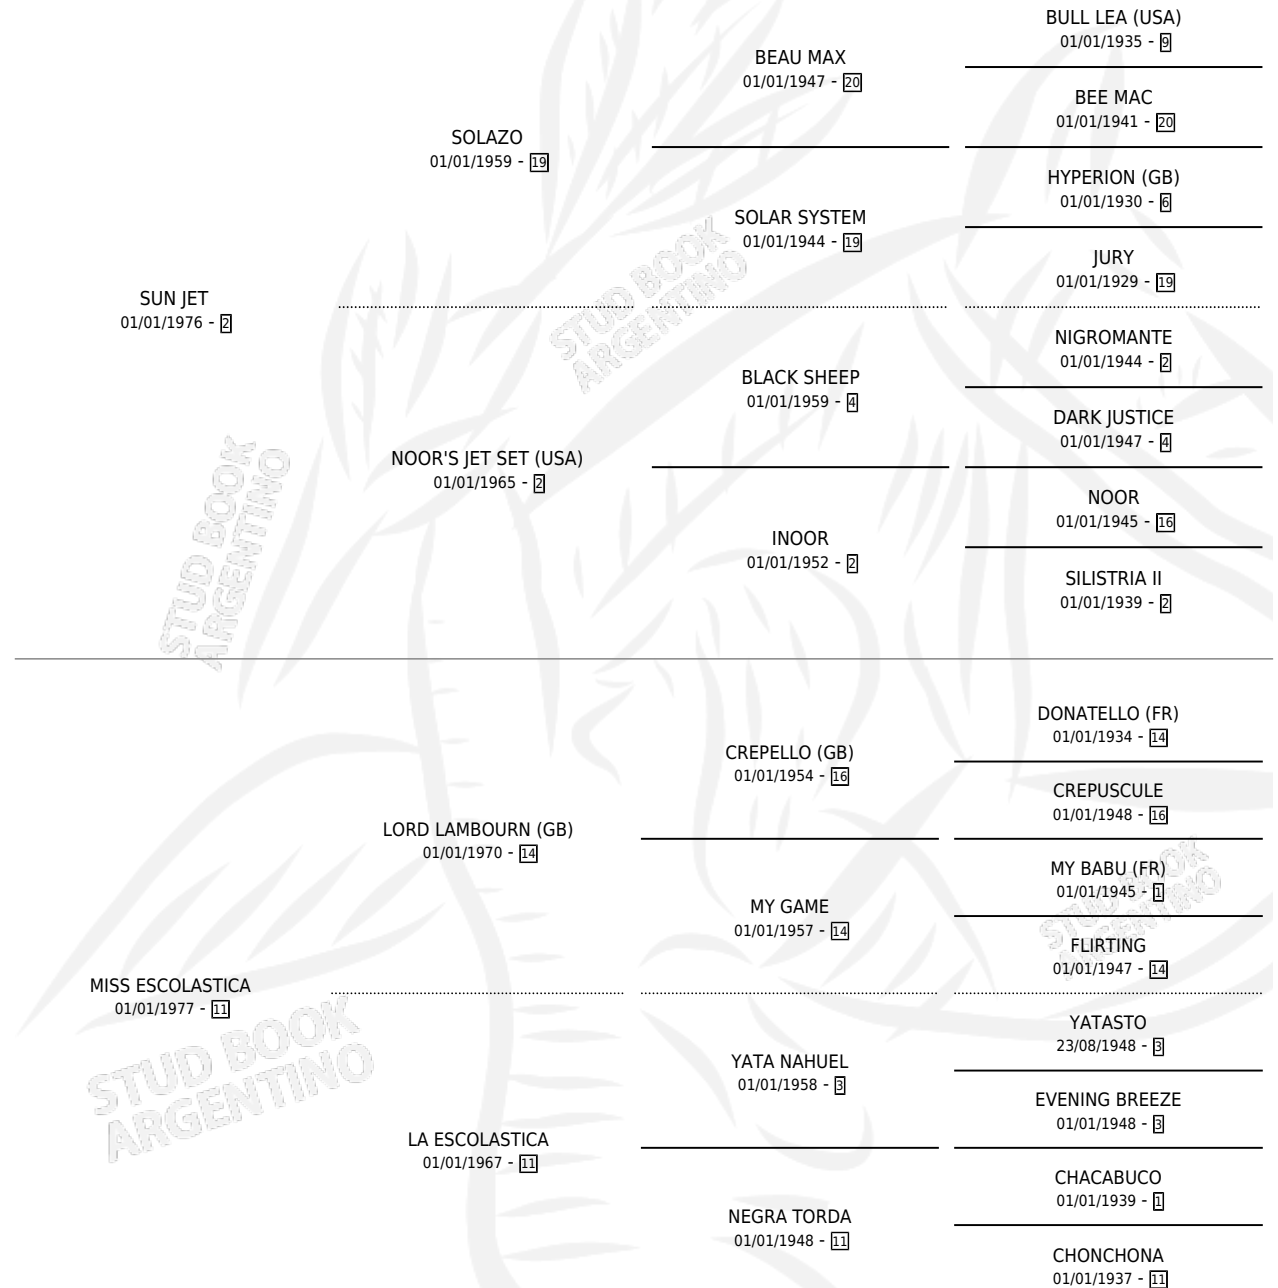 BULL LEA (USA)
01/01/1935 - 9
BEAU MAX
01/01/1947 - 20
BEE MAC
01/01/1941 - 20
SOLAZO
01/01/1959 - 19
HYPERION (GB)
01/01/1930 - 6
SOLAR SYSTEM
01/01/1944 - 19
JURY
01/01/1929 - 19
SUN JET
01/01/1976 - 2
STUD BOOK
ARGENTINO
NIGROMANTE
01/01/1944 - 2
BLACK SHEEP
01/01/1959 - 4
DARK JUSTICE
01/01/1947 - 4
NOOR'S JET SET (USA)
01/01/1965 - 2
NOOR
01/01/1945 - 16
INOOR
01/01/1952 - 2
SILISTRIA II
01/01/1939 - 2
STUD BOOK
ARGENTINO
DONATELLO (FR)
01/01/1934 - 14
CREPELLO (GB)
01/01/1954 - 16
CREPUSCULE
01/01/1948 - 16
LORD LAMBOURN (GB)
01/01/1970 - 14
MY BABU (FR)
01/01/1945 - 1
MY GAME
01/01/1957 - 14
FLIRTING
01/01/1947 - 14
STUD BOOK
ARGENTINO
MISS ESCOLASTICA
01/01/1977 - 11
YATASTO
23/08/1948 - 3
YATA NAHUEL
01/01/1958 - 3
EVENING BREEZE
01/01/1948 - 3
STUD BOOK
ARGENTINO
LA ESCOLASTICA
01/01/1967 - 11
CHACABUCO
01/01/1939 - 1
NEGRA TORDA
01/01/1948 - 11
CHONCHONA
01/01/1937 - 11